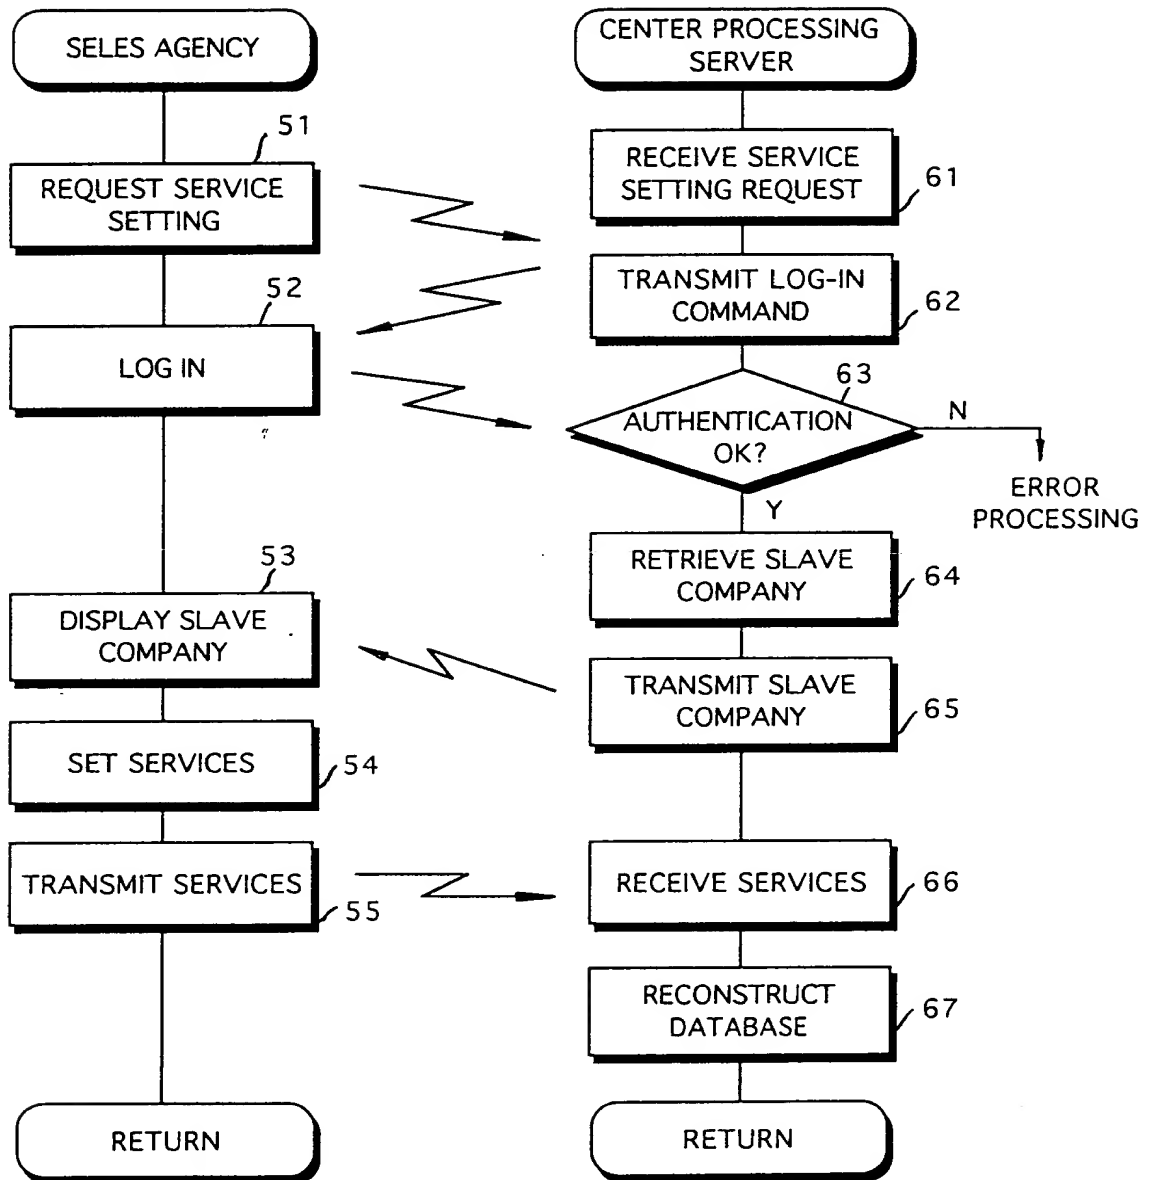 SELES AGENCY
51
REQUEST SERVICE
SETTING
52
LOG IN
53
DISPLAY SLAVE
COMPANY
SET SERVICES
54
TRANSMIT SERVICES
55
RETURN
CENTER PROCESSING
SERVER
RECEIVE SERVICE
SETTING REQUEST
61
TRANSMIT LOG-IN
COMMAND
62
63
AUTHENTICATION
OK?
N
ERROR
PROCESSING
Y
RETRIEVE SLAVE
COMPANY
64
TRANSMIT SLAVE
COMPANY
65
RECEIVE SERVICES
66
RECONSTRUCT
DATABASE
67
RETURN